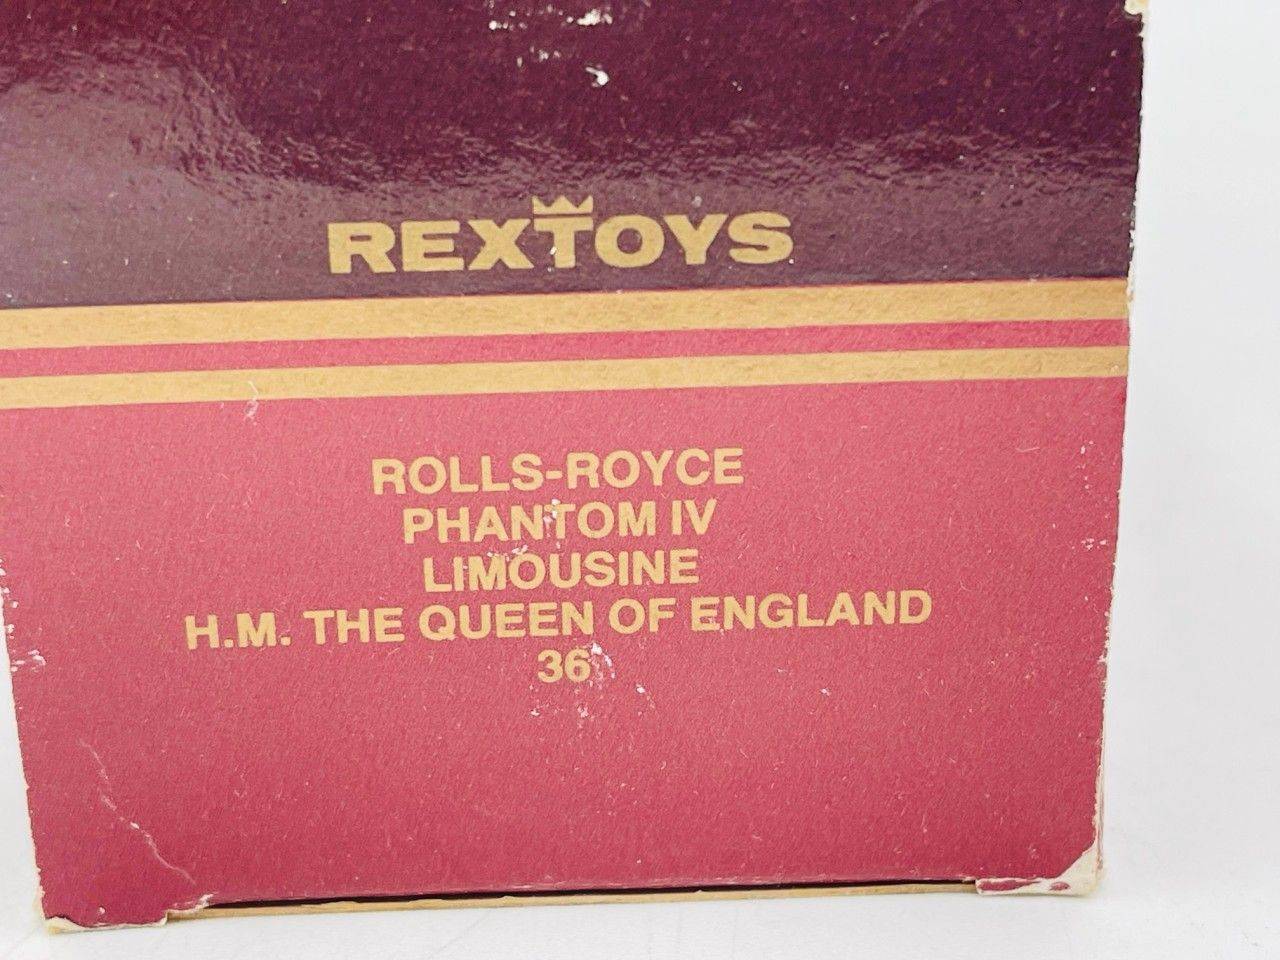 REXTOYS
ROLLS-ROYCE
PHANTOM IV
LIMOUSINE
H.M. THE QUEEN OF ENGLAND
36